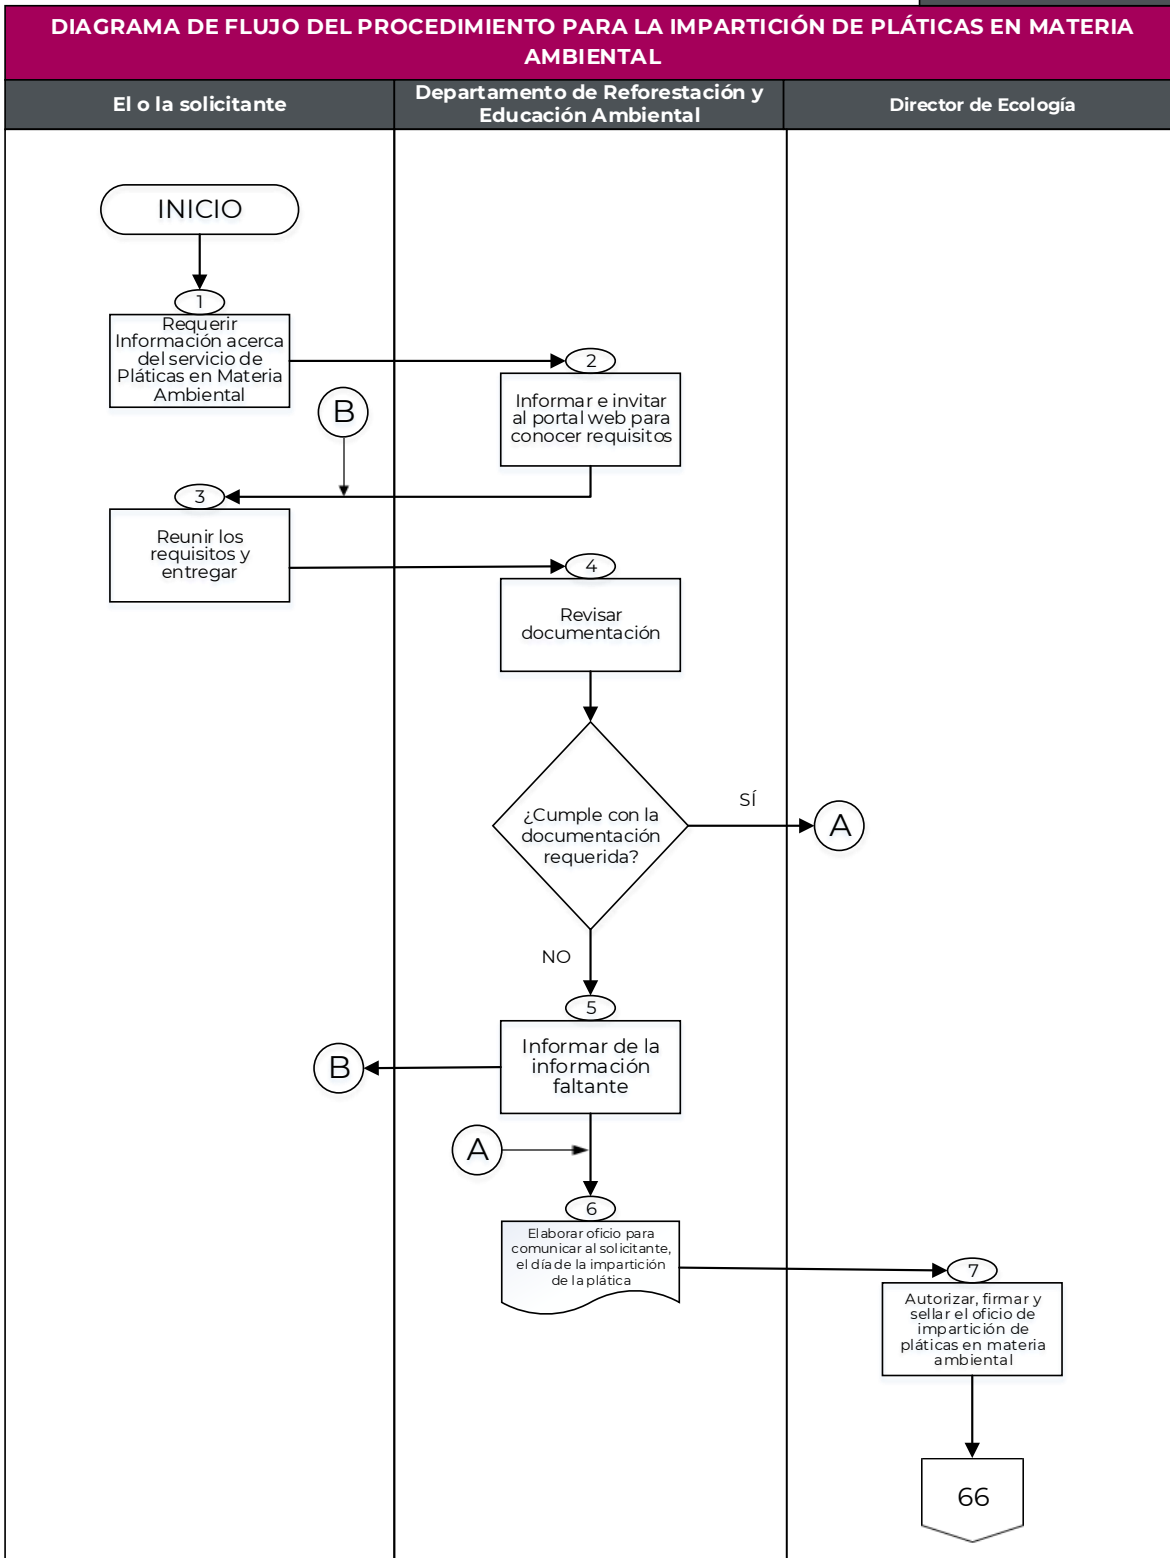 DIAGRAMA DE FLUJO DEL PROCEDIMIENTO PARA LA IMPARTICIÓN DE PLÁTICAS EN MATERIA
AMBIENTAL
El o la solicitante
Departamento de Reforestación y
Educación Ambiental
Director de Ecología
INICIO
1
Requerir
Información acerca
del servicio de
Pláticas en Materia
Ambiental
2
Informar e invitar
al portal web para
conocer requisitos
B
3
Reunir los
requisitos y
entregar
4
Revisar
documentación
¿Cumple con la
documentación
requerida?
SÍ
A
NO
5
Informar de la
información
faltante
B
A
6
Elaborar oficio para
comunicar al solicitante,
el día de la impartición
de la plática
7
Autorizar, firmar y
sellar el oficio de
impartición de
pláticas en materia
ambiental
66